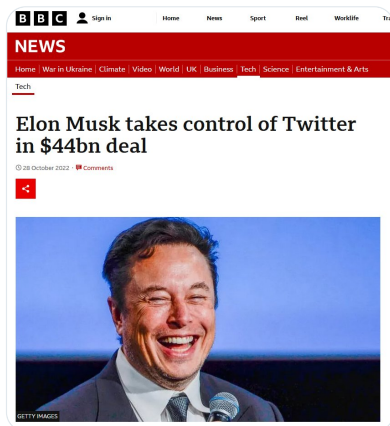 BBC Sign in Home News Sport Reel Worklife
NEWS
Home War in Ukraine Climate Video World UK Business Tech Science Entertainment & Arts
Tech
Elon Musk takes control of Twitter
in $44bn deal
28 October 2022 · Comments
GETTY IMAGES